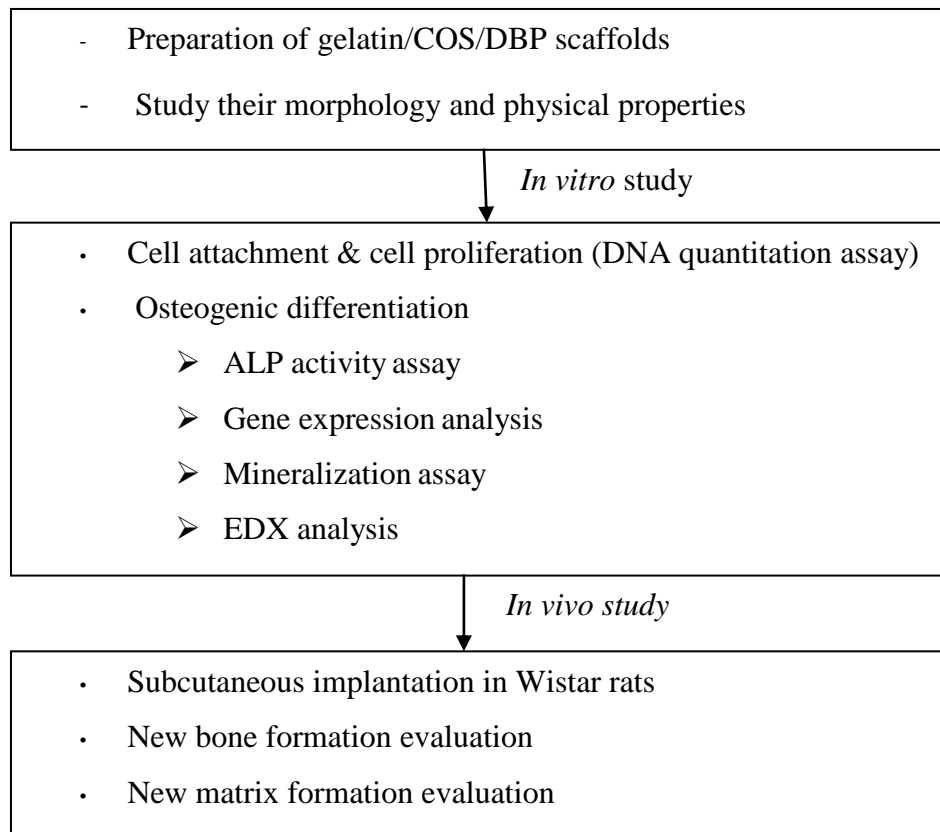 - Preparation of gelatin/COS/DBP scaffolds
- Study their morphology and physical properties
In vitro study
• Cell attachment & cell proliferation (DNA quantitation assay)
• Osteogenic differentiation
➢ ALP activity assay
➢ Gene expression analysis
➢ Mineralization assay
➢ EDX analysis
In vivo study
• Subcutaneous implantation in Wistar rats
• New bone formation evaluation
• New matrix formation evaluation